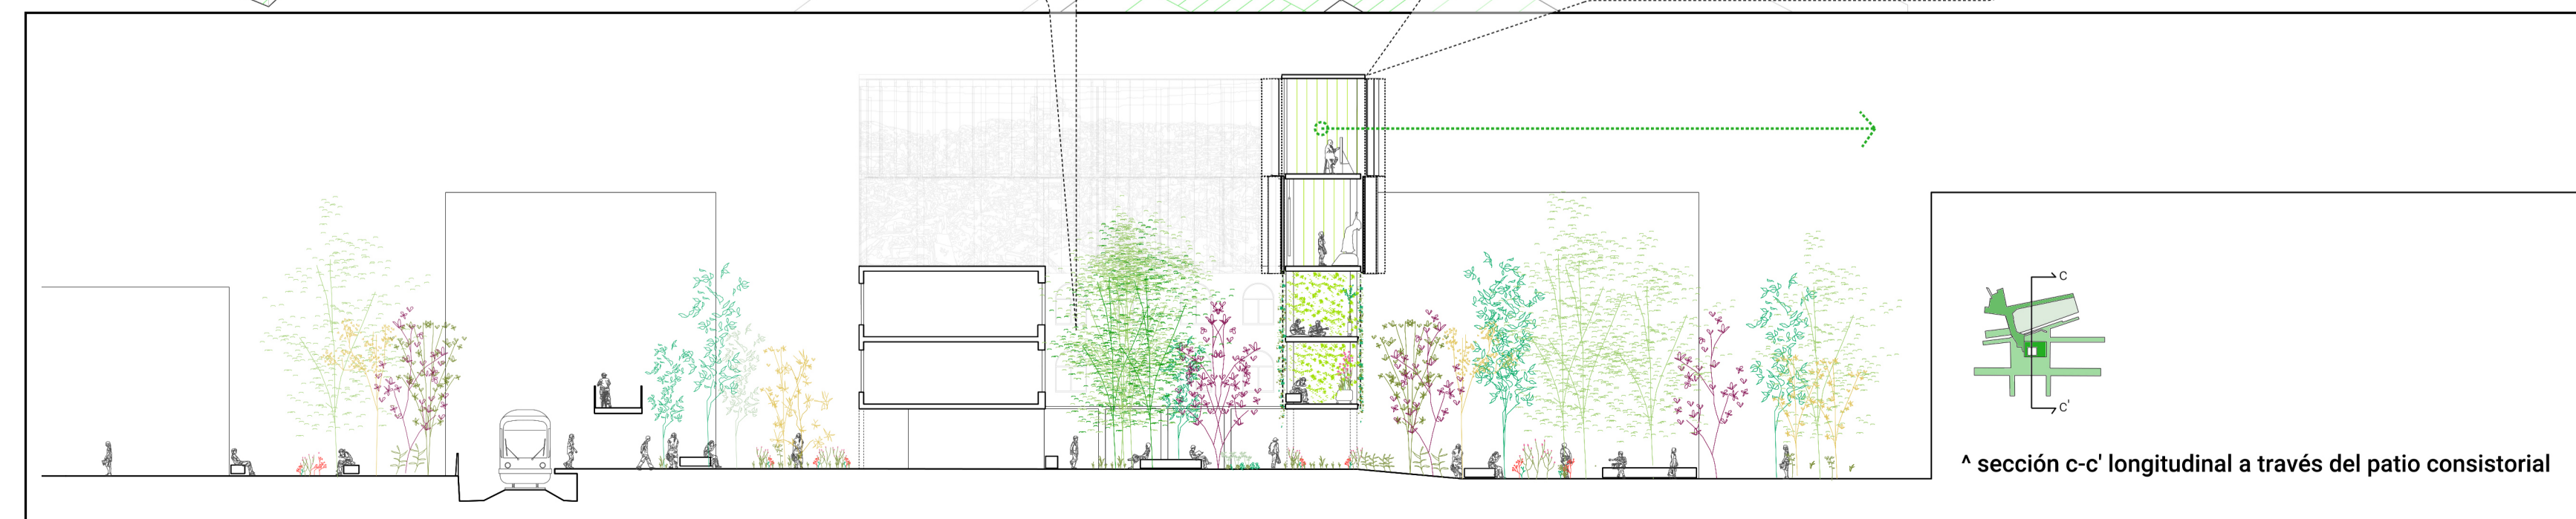 C
C'
^ sección c-c' longitudinal a través del patio consistorial